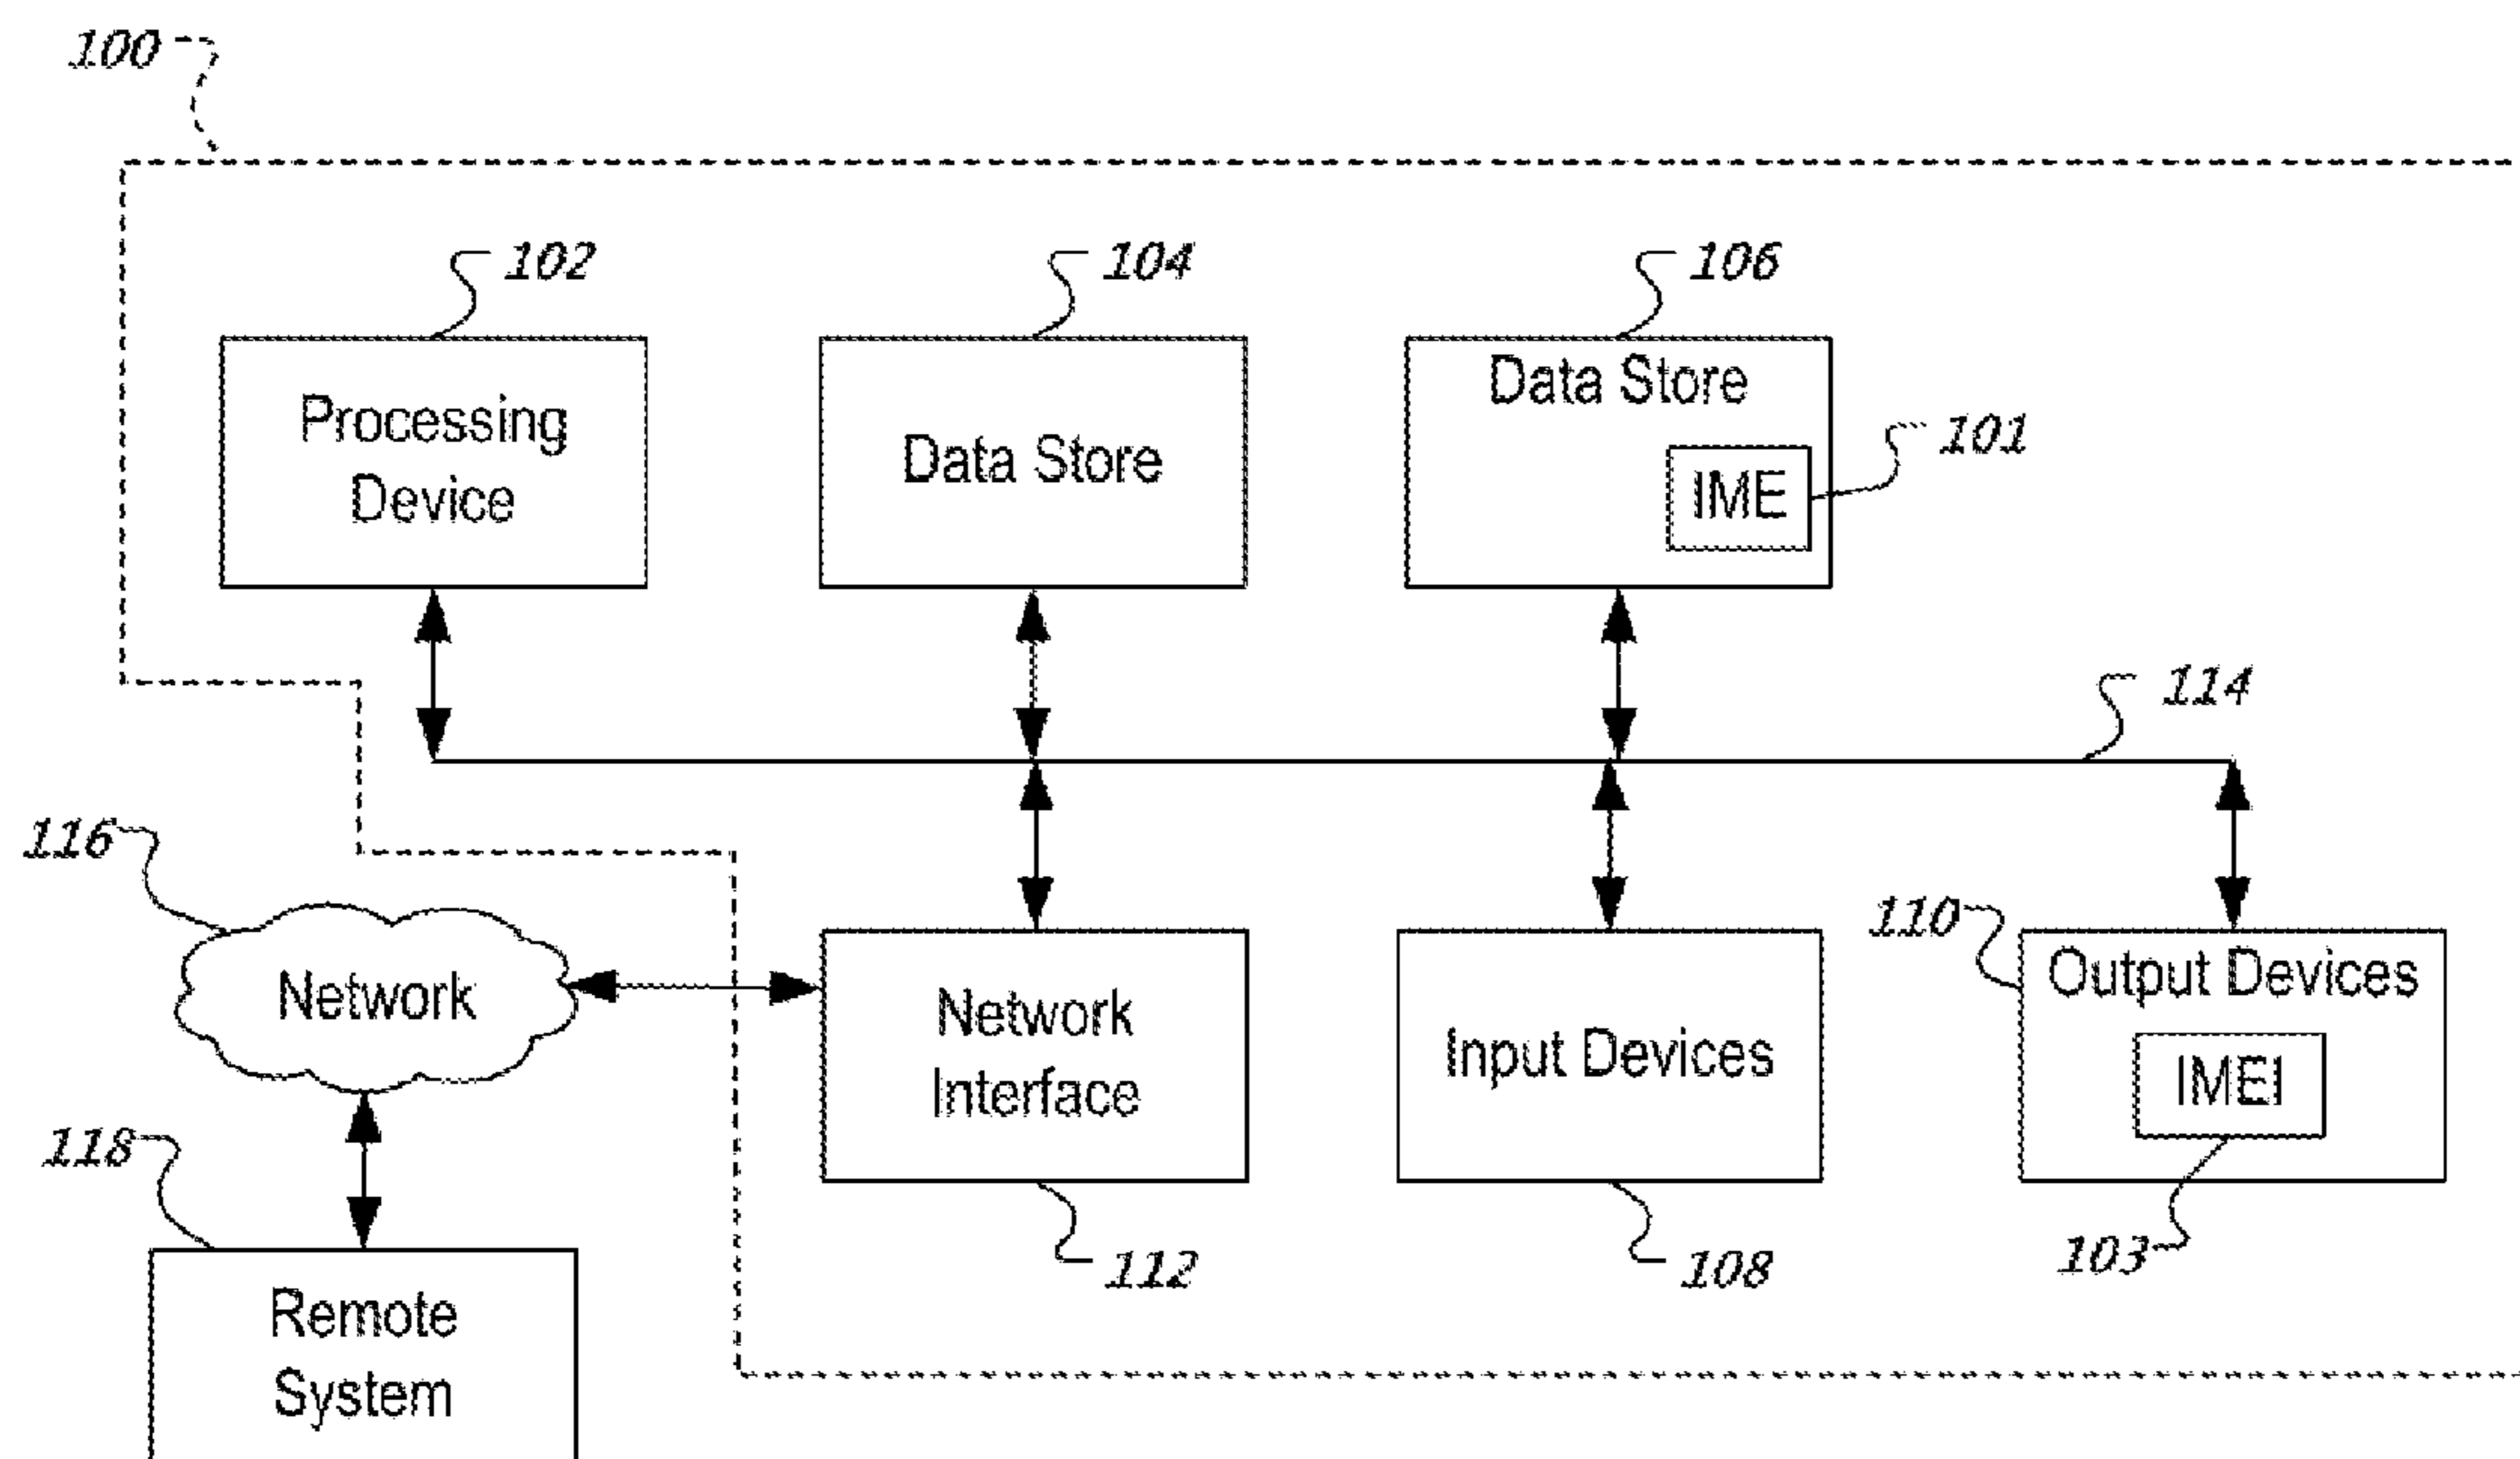 100
102
104
106
Processing
Device
Data Store
Data Store
IME
101
114
116
Network
110
Network
Interface
Input Devices
Output Devices
IMEI
118
112
108
103
Remote
System